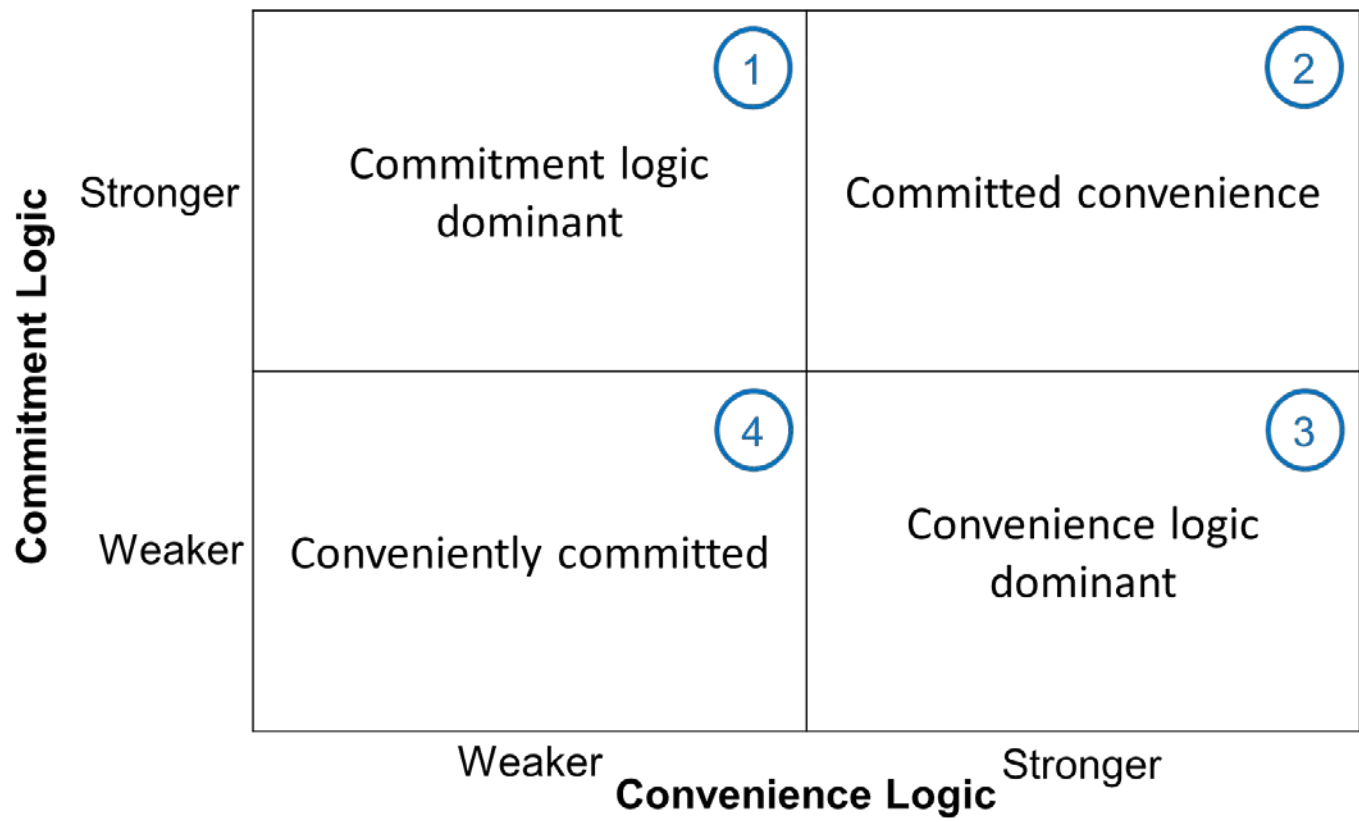 1
2
Commitment logic
dominant
Committed convenience
Stronger
Commitment Logic
4
3
Conveniently committed
Convenience logic
dominant
Weaker
Weaker
Stronger
Convenience Logic